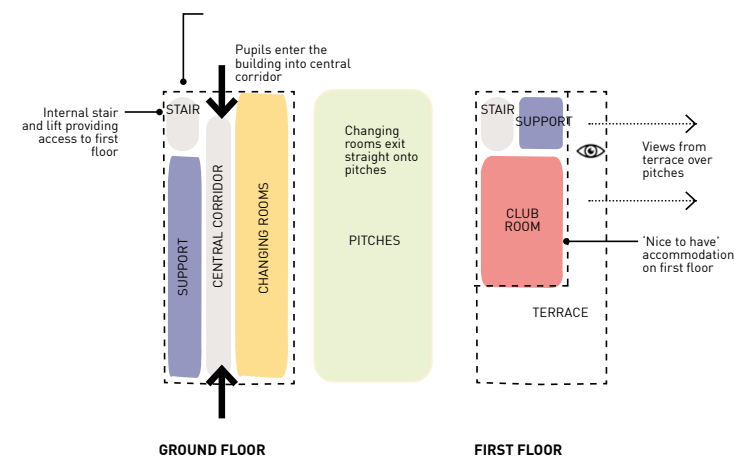 Pupils enter the
building into central
corridor
Internal stair
and lift providing
access to first
floor
STAIR
SUPPORT
CENTRAL CORRIDOR
CHANGING ROOMS
Changing
rooms exit
straight onto
pitches
PITCHES
STAIR
SUPPORT
CLUB
ROOM
TERRACE
Views from
terrace over
pitches
'Nice to have'
accommodation
on first floor
GROUND FLOOR
FIRST FLOOR